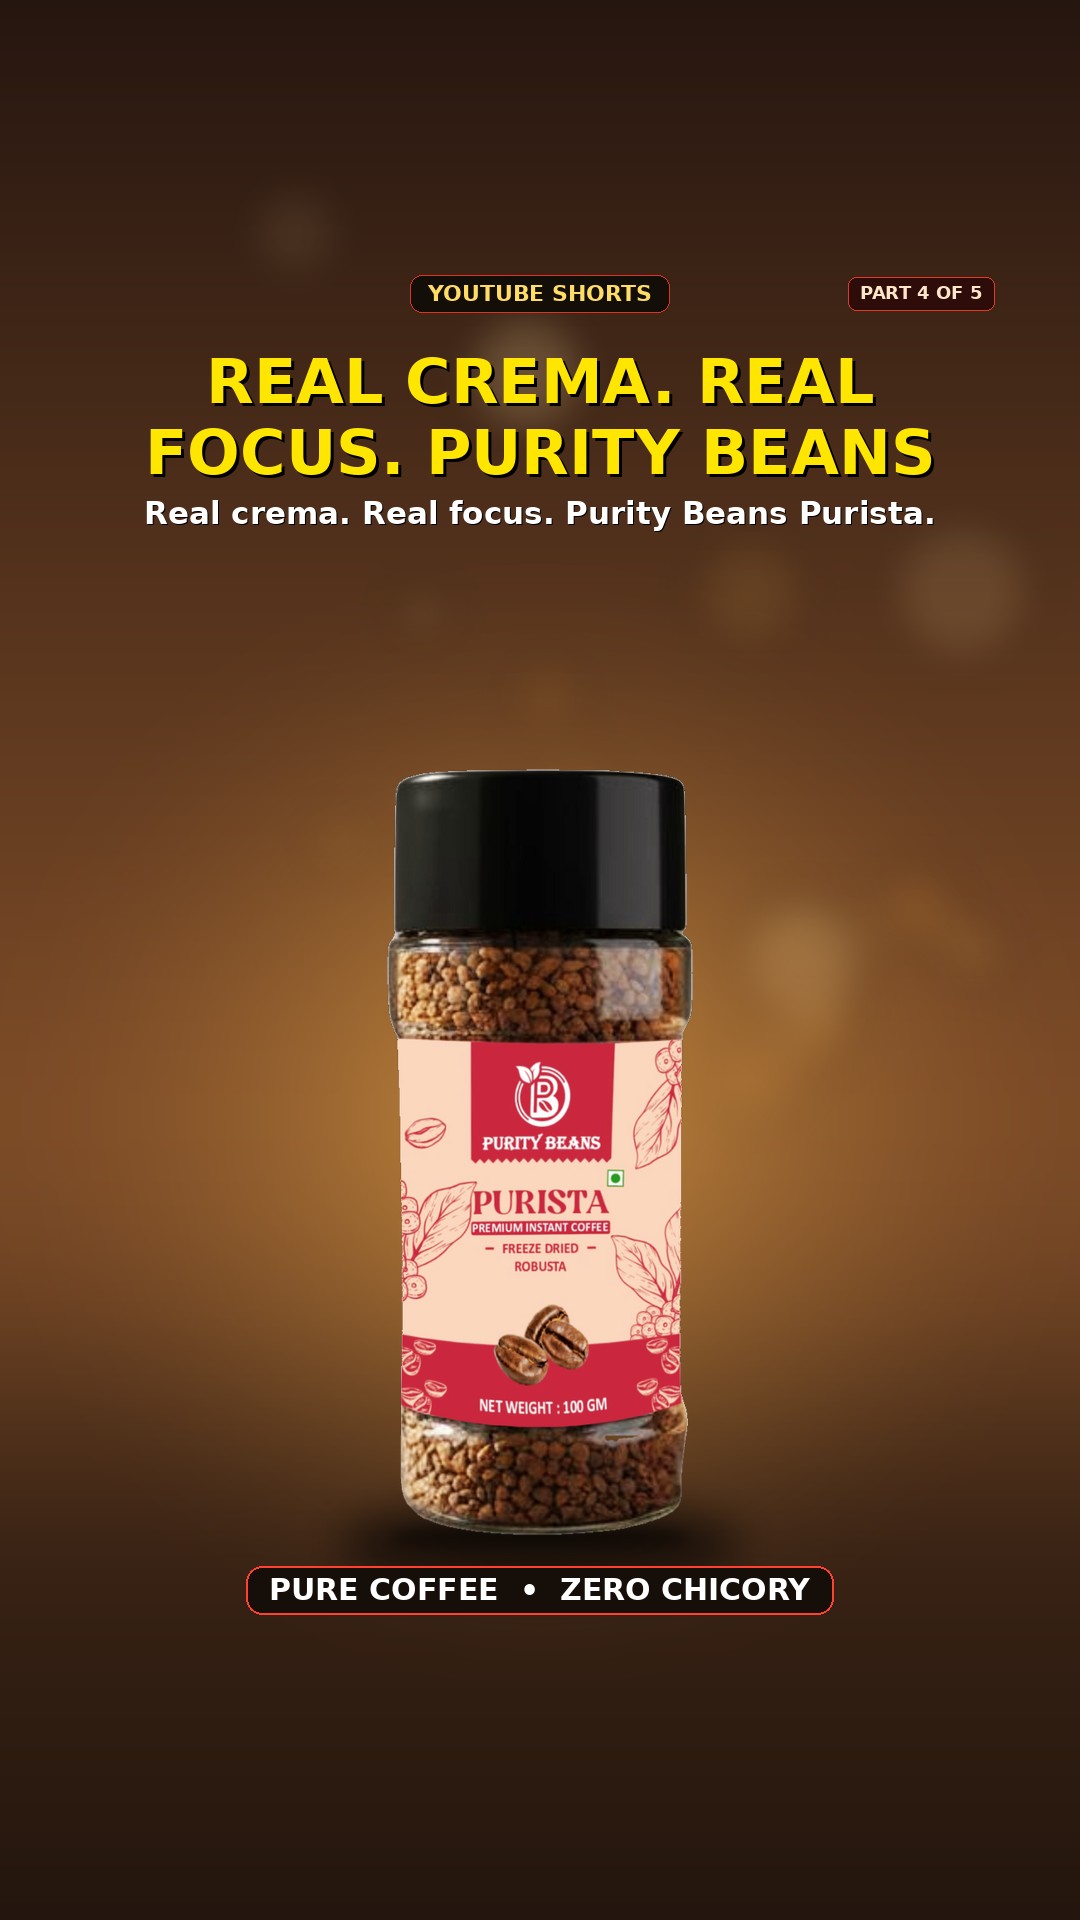 YOUTUBE SHORTS
PART 4 OF 5
REAL CREMA. REAL
FOCUS. PURITY BEANS
Real crema. Real focus. Purity Beans Purista.
PURITY BEANS
PURISTA
PREMIUM INSTANT COFFEE
– FREEZE DRIED –
ROBUSTA
NET WEIGHT : 100 GM
PURE COFFEE • ZERO CHICORY